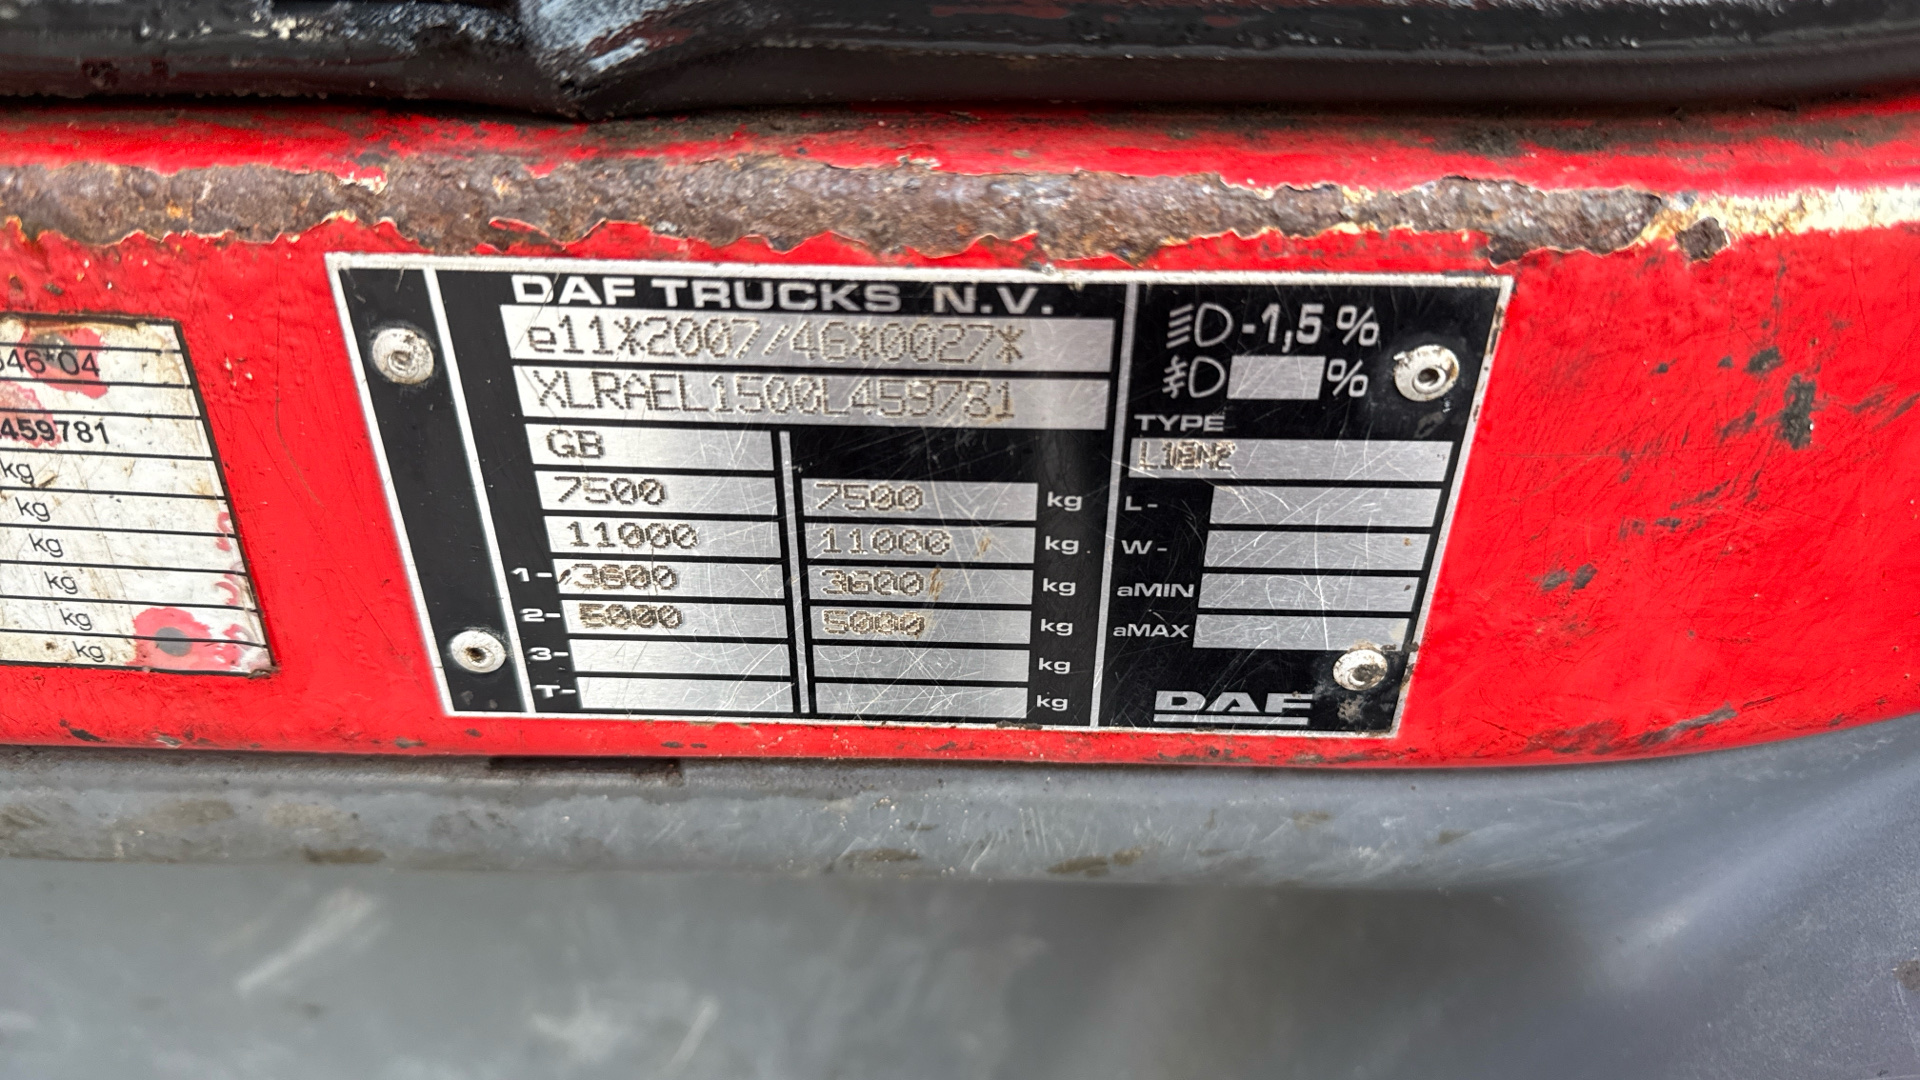 DAF TRUCKS N.V.
e11*2007/46*0027*
XLRAEL1500L459781
GB
7500 7500 kg
11000 11000 kg
1- 3600 3600 kg
2- 5000 5000 kg
3- kg
T- kg
-1,5 %
%
TYPE
L1EN2
L-
W-
aMIN
aMAX
DAF
46*04
459781
kg
kg
kg
kg
kg
kg